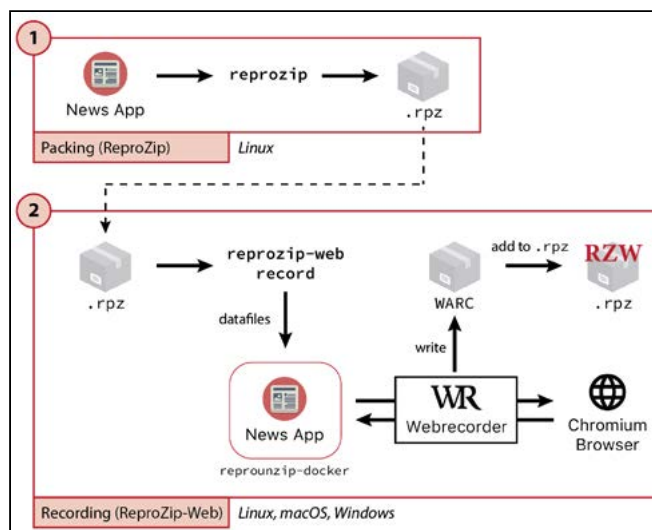 1
News App
reprozip
.rpz
Packing (ReproZip)
Linux
2
.rpz
reprozip-web
record
datafiles
News App
reprounzip-docker
write
WARC
add to .rpz
RZW
.rpz
WR
Webrecorder
Chromium
Browser
Recording (ReproZip-Web)
Linux, macOS, Windows